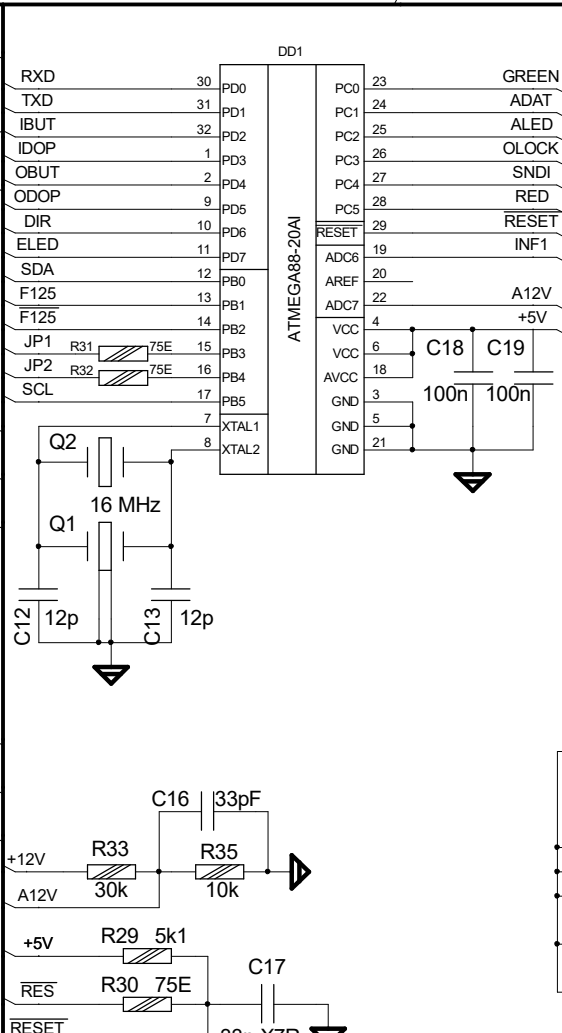 DD1
RXD 30 PD0 PC0 23 GREEN
TXD 31 PD1 PC1 24 ADAT
IBUT 32 PD2 PC2 25 ALED
IDOP 1 PD3 PC3 26 OLOCK
OBUT 2 PD4 PC4 27 SNDI
ODOP 9 PD5 PC5 28 RED
DIR 10 PD6 RESET 29 RESET
ELED 11 PD7 ADC6 19 INF1
SDA 12 PB0 AREF 20
F125 13 PB1 ADC7 22 A12V
F125 14 PB2 VCC 4 +5V
JP1 R31 75E 15 PB3 VCC 6 C18 C19
JP2 R32 75E 16 PB4 AVCC 18
SCL 17 PB5 GND 3 100n 100n
7 XTAL1 GND 5
8 XTAL2 GND 21
ATMEGA88-20AI
Q2
16 MHz
Q1
C12 12p C13 12p
C16 33pF
+12V R33 R35
30k 10k
A12V
+5V R29 5k1
C17
RES R30 75E
RESET